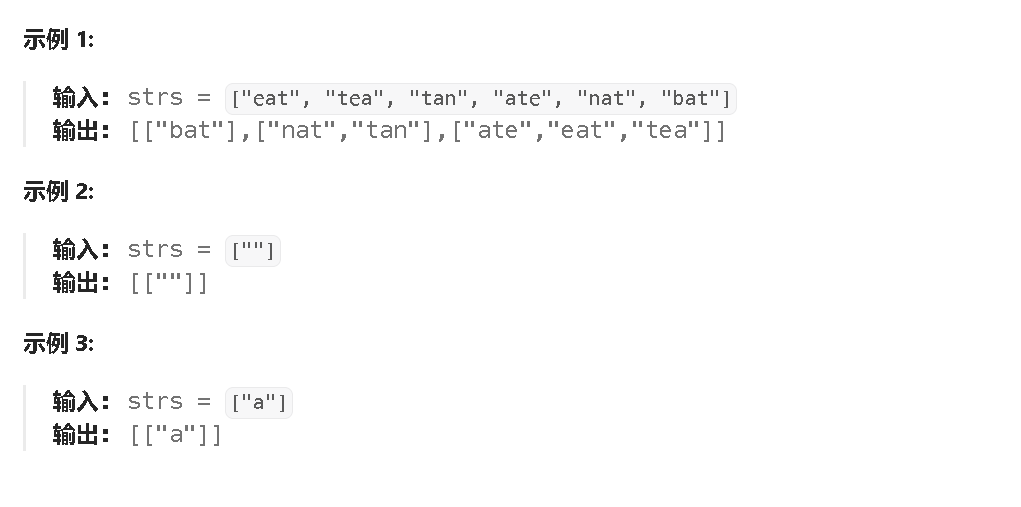 示例 1:
输入: strs = ["eat", "tea", "tan", "ate", "nat", "bat"]
输出: [["bat"],["nat","tan"],["ate","eat","tea"]]
示例 2:
输入: strs = [""]
输出: [[""]]
示例 3:
输入: strs = ["a"]
输出: [["a"]]